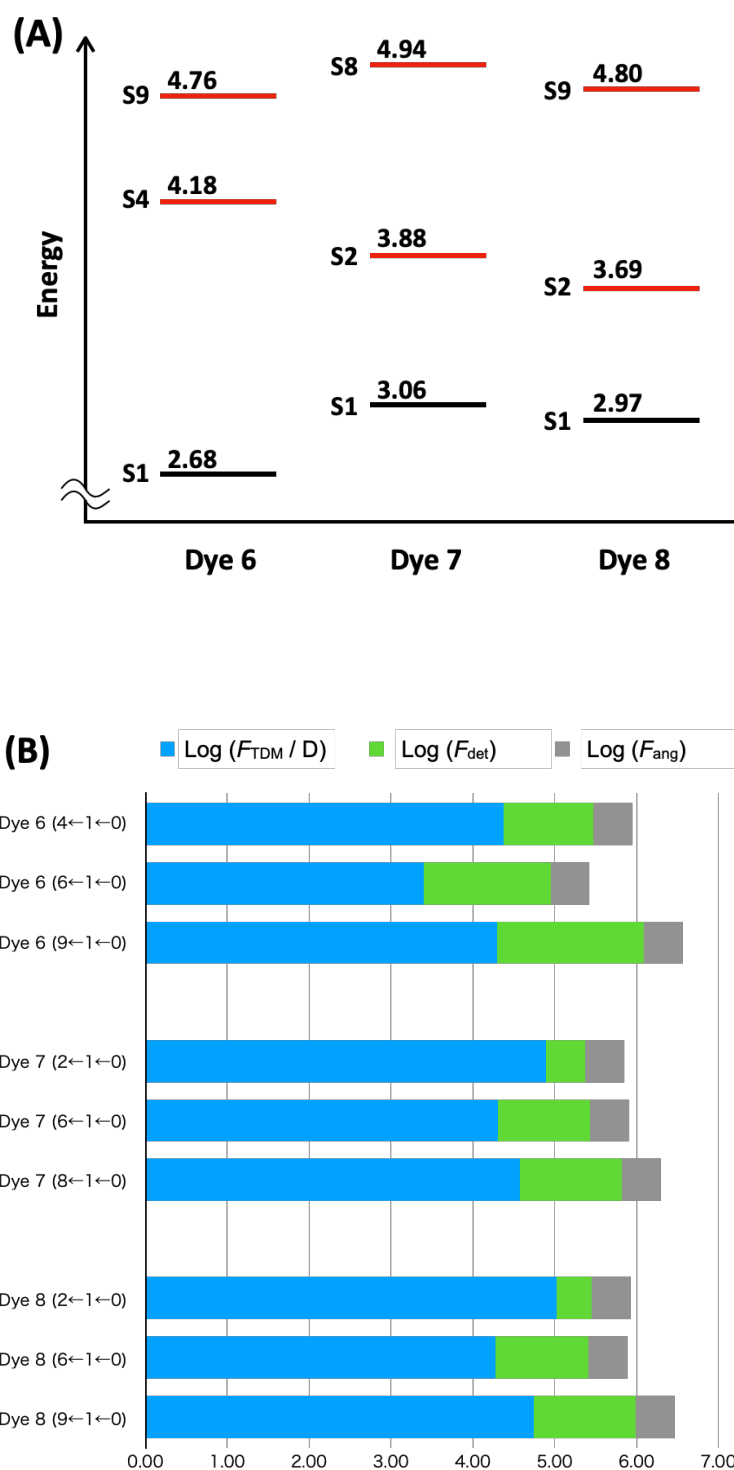 (A)
4.94
S8
4.76
S9
4.80
S9
4.18
S4
3.88
S2
3.69
S2
Energy
3.06
S1
2.97
S1
2.68
S1
Dye 6 Dye 7 Dye 8
(B)
Log (FTDM / D) Log (Fdet) Log (Fang)
Dye 6 (4←1←0)
Dye 6 (6←1←0)
Dye 6 (9←1←0)
Dye 7 (2←1←0)
Dye 7 (6←1←0)
Dye 7 (8←1←0)
Dye 8 (2←1←0)
Dye 8 (6←1←0)
Dye 8 (9←1←0)
0.00 1.00 2.00 3.00 4.00 5.00 6.00 7.00